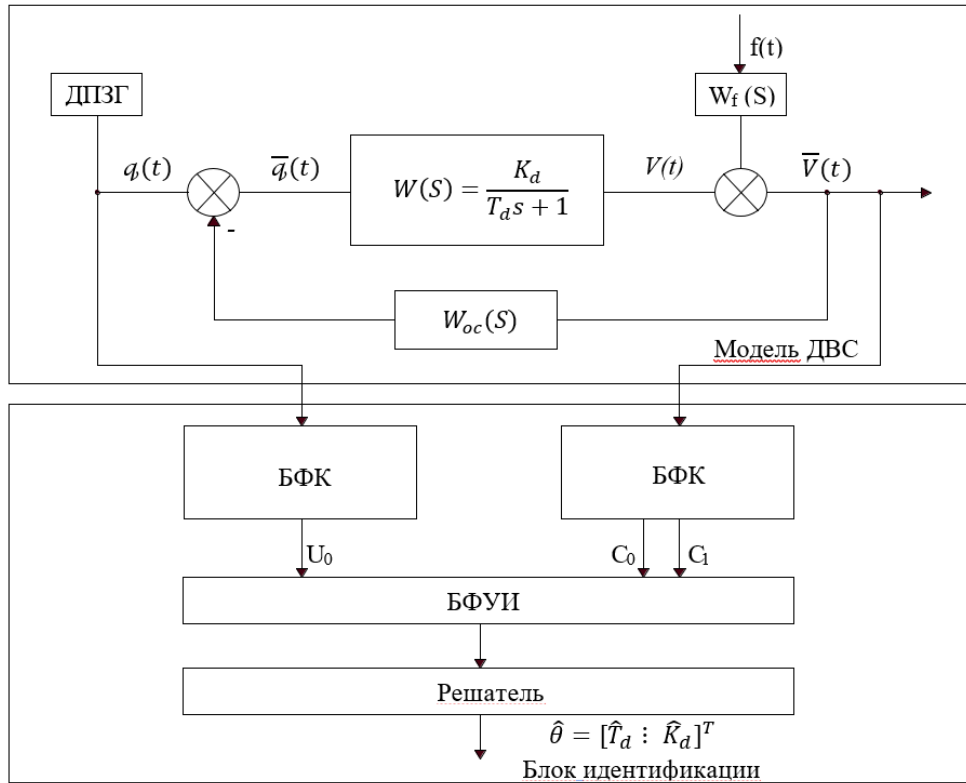 f(t)
ДПЗГ
W_f (S)
q(t)
q̅(t)
W(S) = K_d / (T_d s + 1)
V(t)
V̅(t)
-
W_oc(S)
Модель ДВС
БФК
БФК
U₀
C₀
C₁
БФУИ
Решатель
θ̂ = [T̂_d ⋮ K̂_d]^T
Блок идентификации